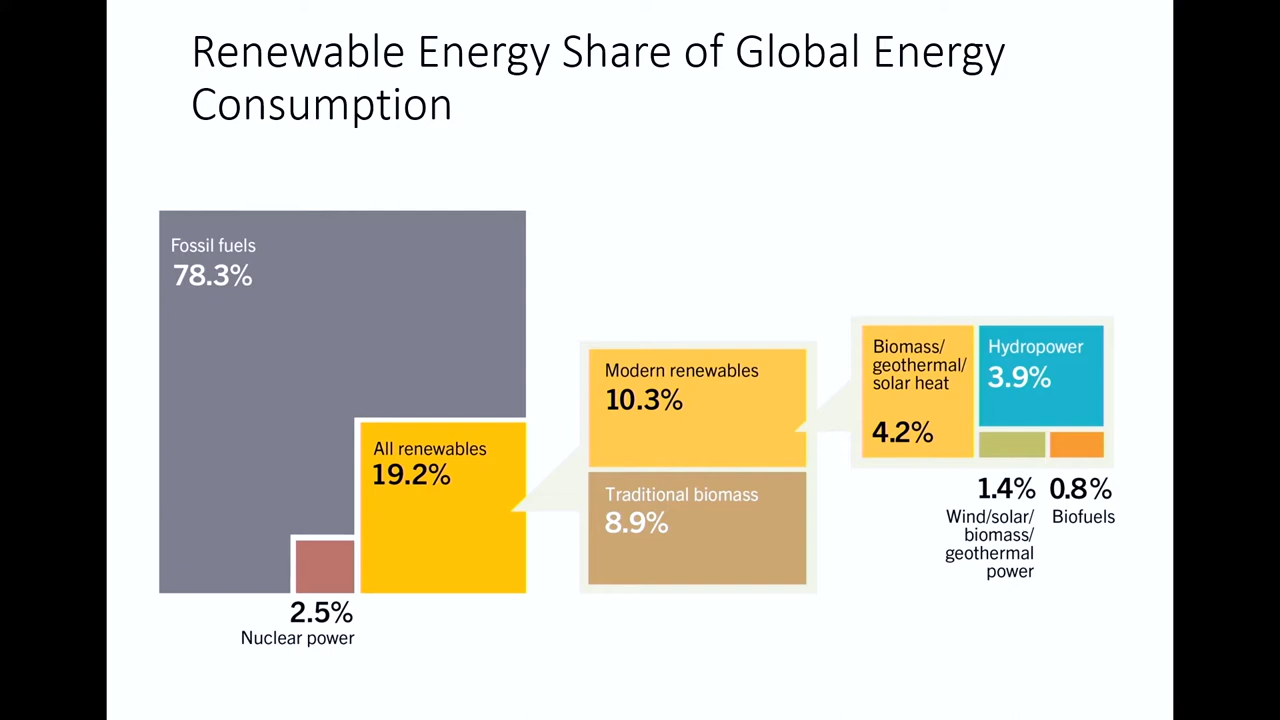 Renewable Energy Share of Global Energy
Consumption
Fossil fuels
78.3%
All renewables
19.2%
2.5%
Nuclear power
Modern renewables
10.3%
Traditional biomass
8.9%
Biomass/
geothermal/
solar heat
4.2%
Hydropower
3.9%
1.4%
Wind/solar/
biomass/
geothermal
power
0.8%
Biofuels